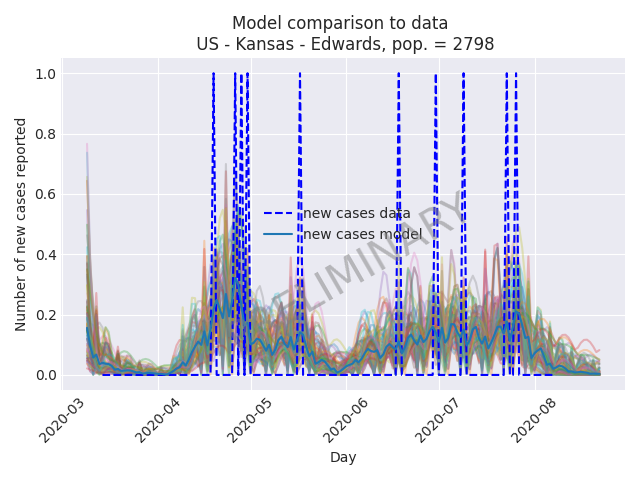 Model comparison to data
US - Kansas - Edwards, pop. = 2798
Number of new cases reported
1.0
0.8
0.6
0.4
0.2
0.0
new cases data
new cases model
PRELIMINARY
2020-03
2020-04
2020-05
2020-06
2020-07
2020-08
Day